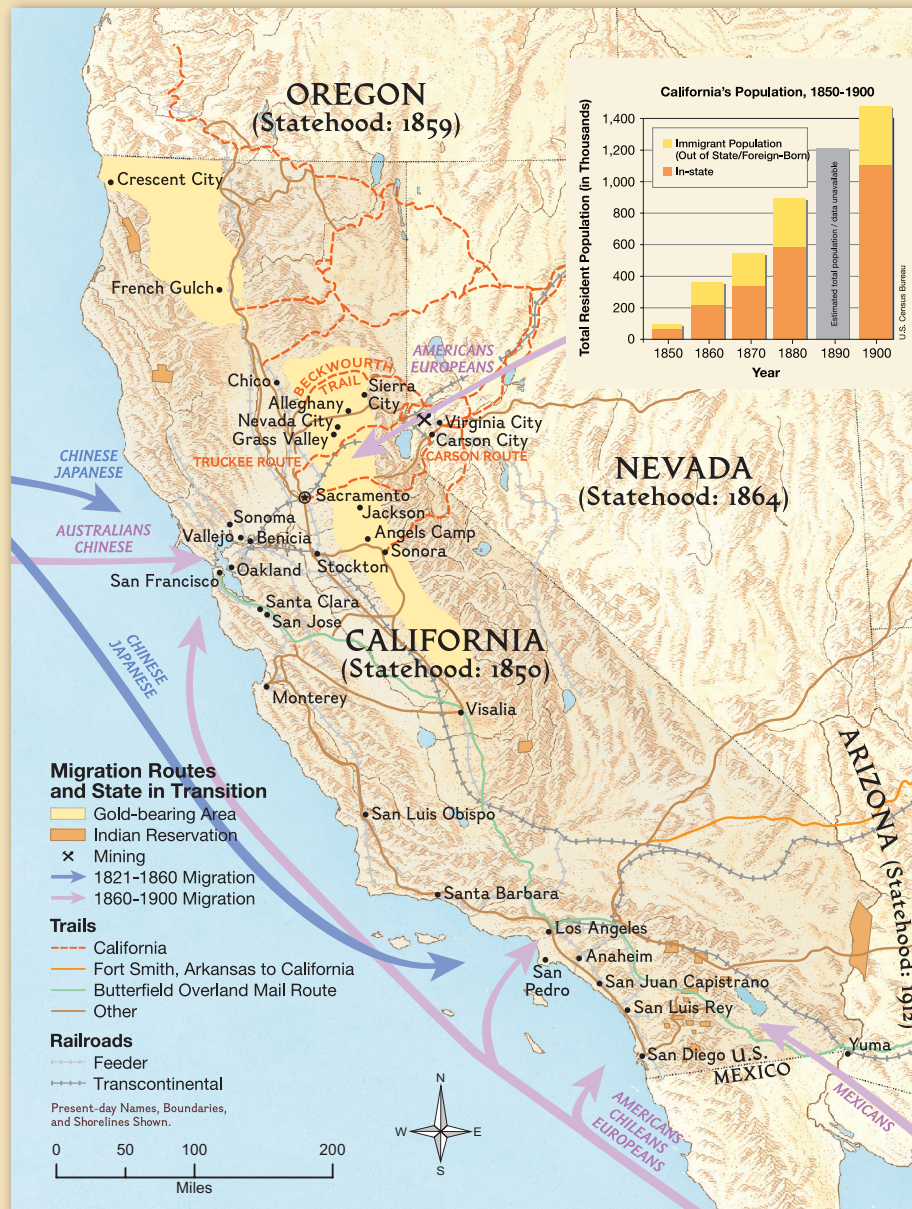 OREGON
(Statehood: 1859)
California's Population, 1850-1900
Total Resident Population (in Thousands)
1,400
1,200
1,000
800
600
400
200
0
Immigrant Population
(Out of State/Foreign-Born)
In-state
Estimated total population / data unavailable
U.S. Census Bureau
1850
1860
1870
1880
1890
1900
Year
Crescent City
French Gulch
AMERICANS
EUROPEANS
Chico
BECKWOURTH
TRAIL
Sierra
City
Alleghany
Nevada City
Grass Valley
Virginia City
Carson City
TRUCKEE ROUTE
CARSON ROUTE
NEVADA
(Statehood: 1864)
CHINESE
JAPANESE
Sacramento
Jackson
Sonoma
Vallejo
Benicia
Angels Camp
Sonora
AUSTRALIANS
CHINESE
Stockton
Oakland
San Francisco
Santa Clara
San Jose
CALIFORNIA
(Statehood: 1850)
CHINESE
JAPANESE
Monterey
Visalia
ARIZONA (Statehood: 1912)
Migration Routes
and State in Transition
Gold-bearing Area
Indian Reservation
Mining
1821-1860 Migration
1860-1900 Migration
Trails
California
Fort Smith, Arkansas to California
Butterfield Overland Mail Route
Other
Railroads
Feeder
Transcontinental
Present-day Names, Boundaries,
and Shorelines Shown.
0 50 100 200
Miles
San Luis Obispo
Santa Barbara
Los Angeles
Anaheim
San
Pedro
San Juan Capistrano
San Luis Rey
San Diego
U.S.
MEXICO
Yuma
MEXICANS
AMERICANS
CHILEANS
EUROPEANS
N
W E
S